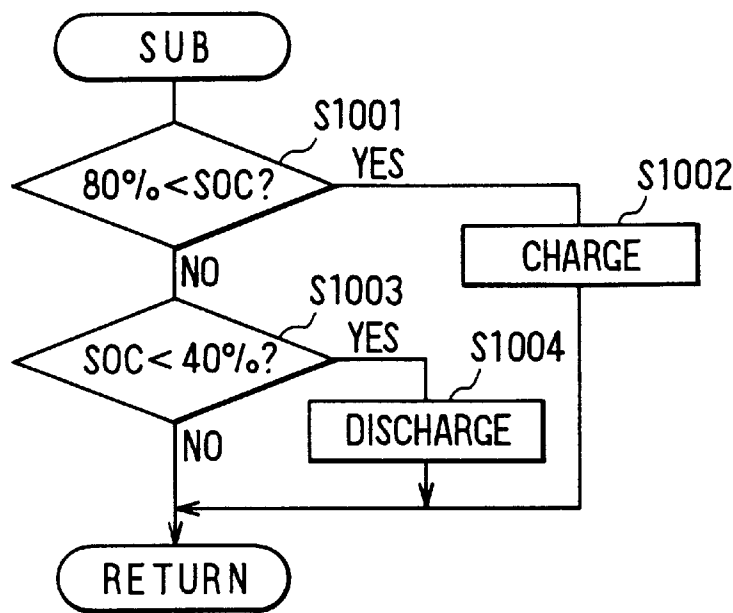 SUB
S1001
80%<SOC?
YES
S1002
CHARGE
NO
S1003
SOC<40%?
YES
S1004
DISCHARGE
NO
RETURN